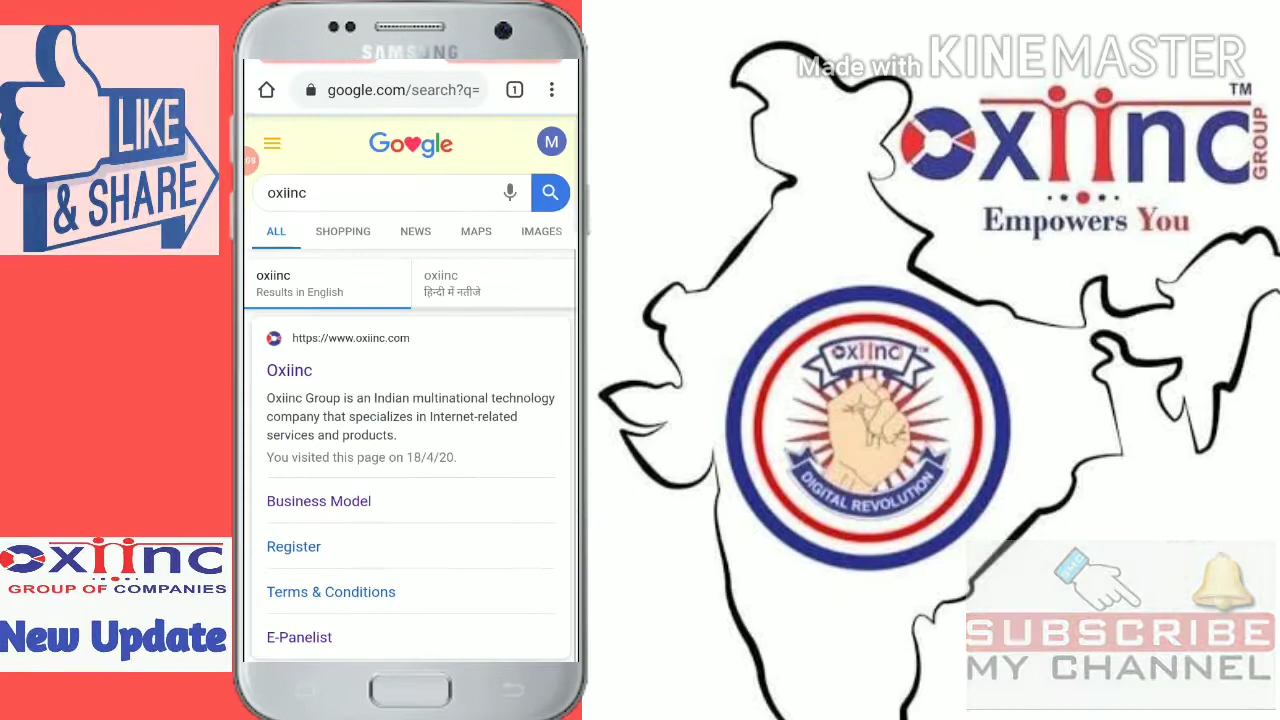 LIKE
& SHARE
oxiinc
GROUP OF COMPANIES
New Update
SAMSUNG
google.com/search?q=
1
Google
M
:09
oxiinc
ALL
SHOPPING
NEWS
MAPS
IMAGES
oxiinc
Results in English
oxiinc
हिन्दी में नतीजे
https://www.oxiinc.com
Oxiinc
Oxiinc Group is an Indian multinational technology
company that specializes in Internet-related
services and products.
You visited this page on 18/4/20.
Business Model
Register
Terms & Conditions
E-Panelist
Made with KINEMASTER
oxiinc
TM
GROUP
Empowers You
oxiinc
TM
DIGITAL REVOLUTION
SUBSCRIBE
MY CHANNEL